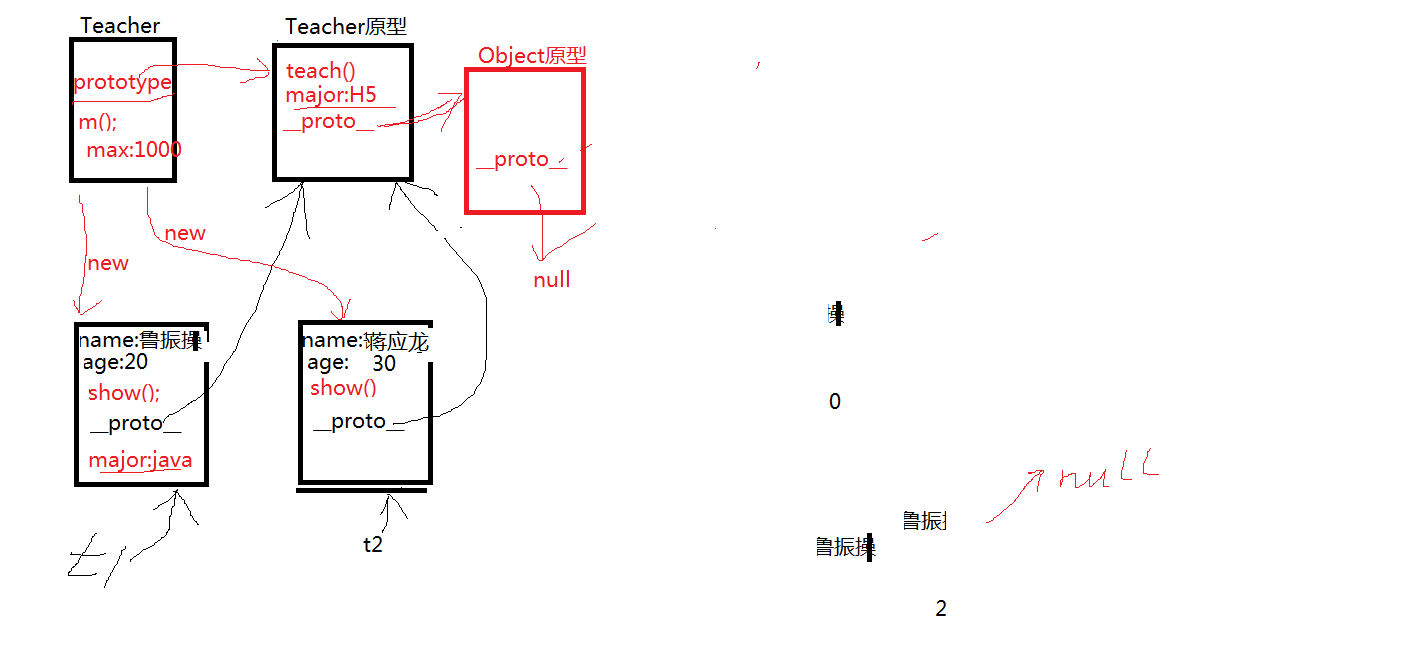 Teacher
prototype
m();
max:1000
Teacher原型
teach()
major:H5
__proto__
Object原型
__proto__
null
new
new
name:鲁振操
age:20
show();
__proto__
major:java
name:蒋应龙
age: 30
show()
__proto__
t1
t2
操
0
null
鲁振
鲁振操
2